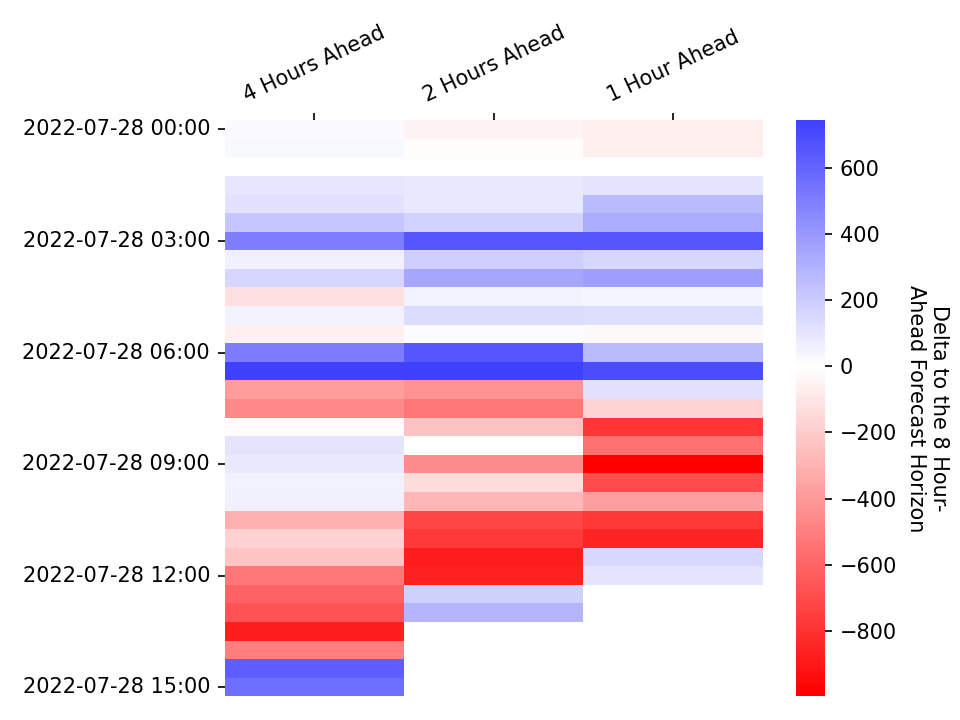 4 Hours Ahead
2 Hours Ahead
1 Hour Ahead
2022-07-28 00:00
2022-07-28 03:00
2022-07-28 06:00
2022-07-28 09:00
2022-07-28 12:00
2022-07-28 15:00
600
400
200
0
−200
−400
−600
−800
Delta to the 8 Hour-
Ahead Forecast Horizon